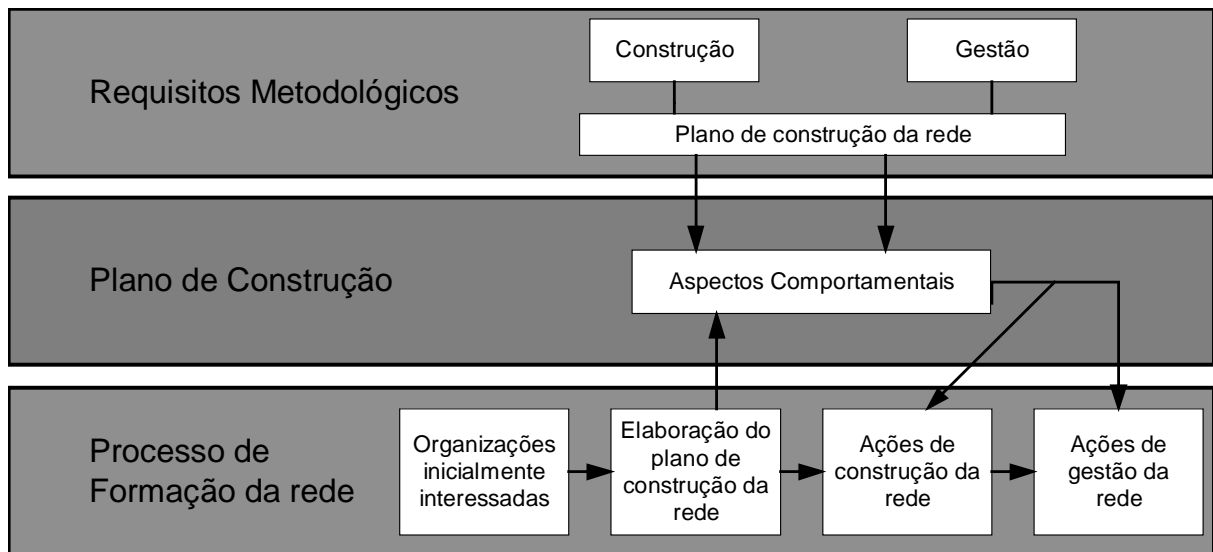 Construção
Gestão
Requisitos Metodológicos
Plano de construção da rede
Plano de Construção
Aspectos Comportamentais
Processo de
Formação da rede
Organizações
inicialmente
interessadas
Elaboração do
plano de
construção da
rede
Ações de
construção da
rede
Ações de
gestão da
rede